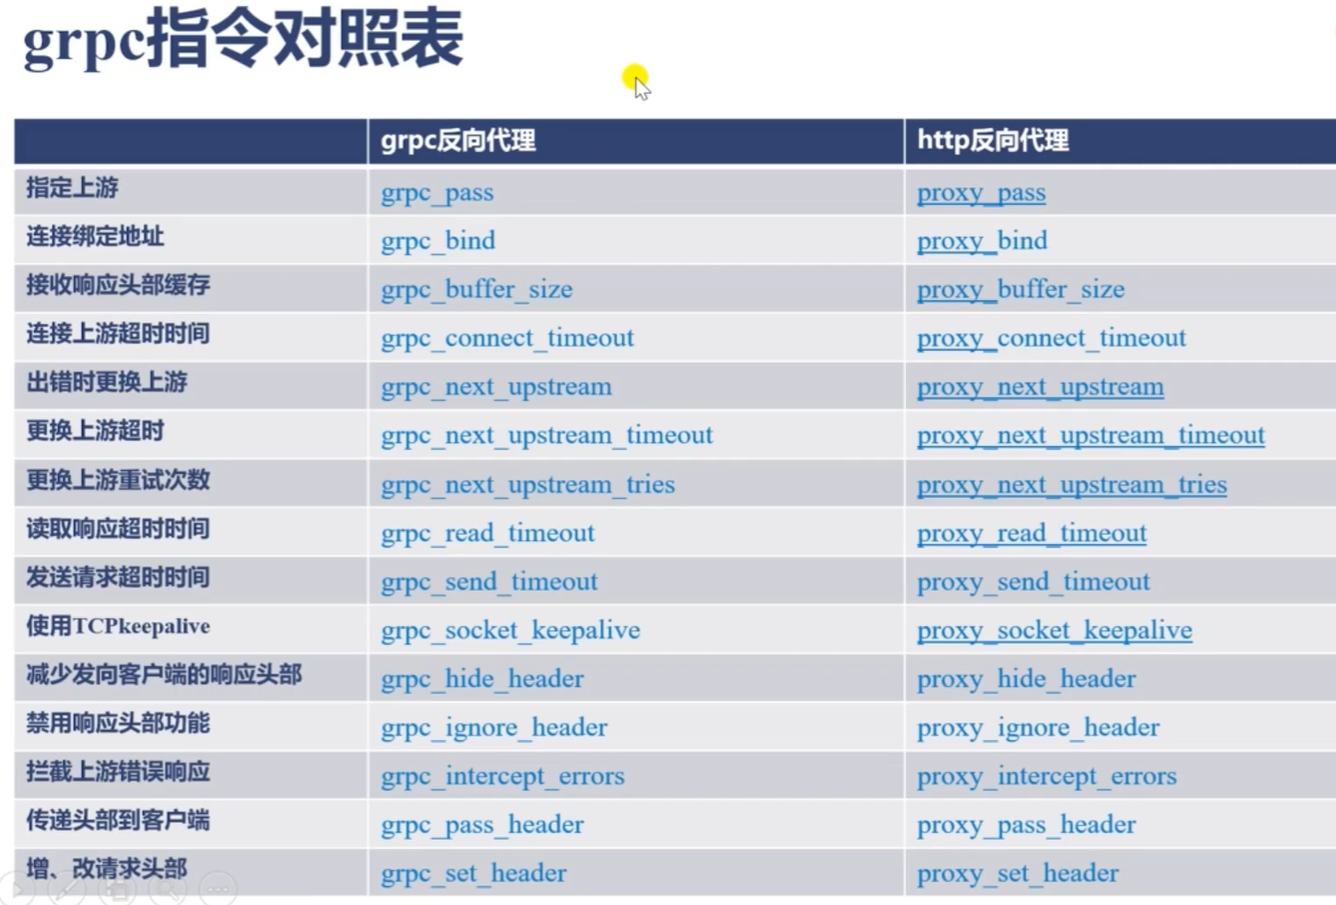 grpc指令对照表
grpc反向代理 http反向代理
指定上游 grpc_pass proxy_pass
连接绑定地址 grpc_bind proxy_bind
接收响应头部缓存 grpc_buffer_size proxy_buffer_size
连接上游超时时间 grpc_connect_timeout proxy_connect_timeout
出错时更换上游 grpc_next_upstream proxy_next_upstream
更换上游超时 grpc_next_upstream_timeout proxy_next_upstream_timeout
更换上游重试次数 grpc_next_upstream_tries proxy_next_upstream_tries
读取响应超时时间 grpc_read_timeout proxy_read_timeout
发送请求超时时间 grpc_send_timeout proxy_send_timeout
使用TCPkeepalive grpc_socket_keepalive proxy_socket_keepalive
减少发向客户端的响应头部 grpc_hide_header proxy_hide_header
禁用响应头部功能 grpc_ignore_header proxy_ignore_header
拦截上游错误响应 grpc_intercept_errors proxy_intercept_errors
传递头部到客户端 grpc_pass_header proxy_pass_header
增、改请求头部 grpc_set_header proxy_set_header